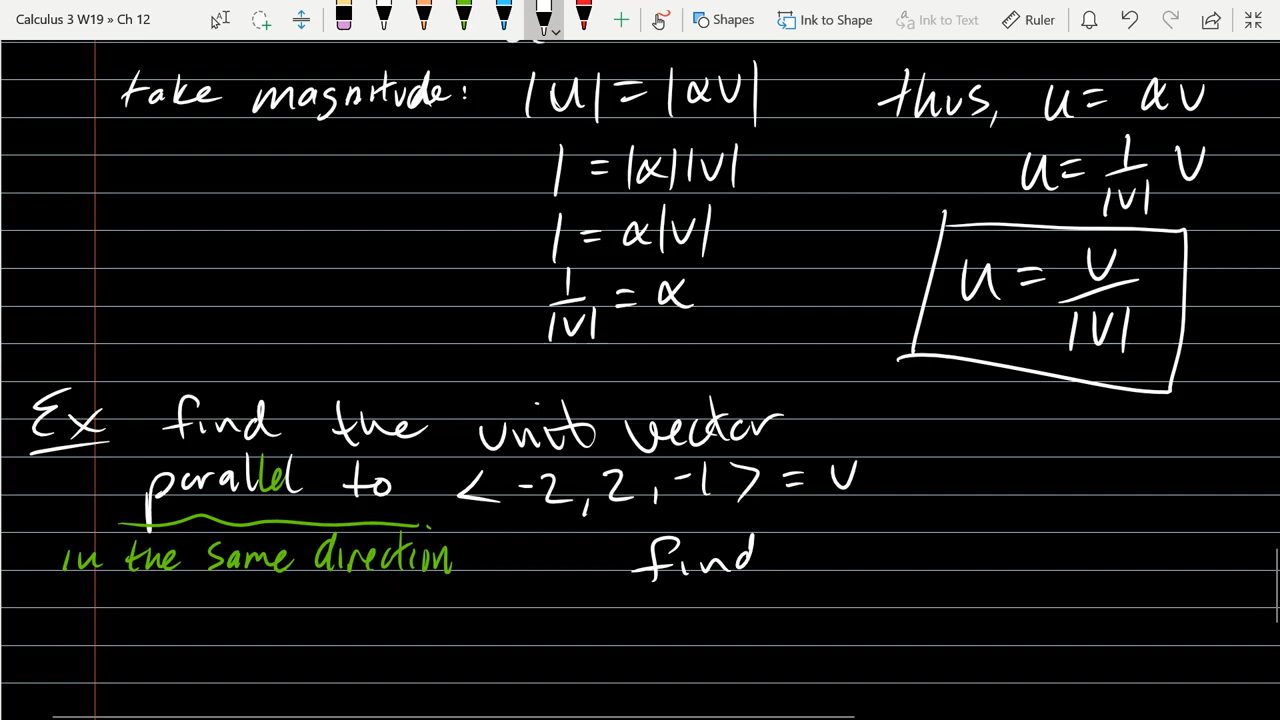 Calculus 3 W19 » Ch 12
Shapes
Ink to Shape
Ink to Text
Ruler
take magnitude: |u| = |αv|
1 = |α||v|
1 = α|v|
1/|v| = α
thus, u = αv
u = 1/|v| v
u = v/|v|
Ex find the unit vector
parallel to < -2, 2, -1 > = v
in the same direction
find